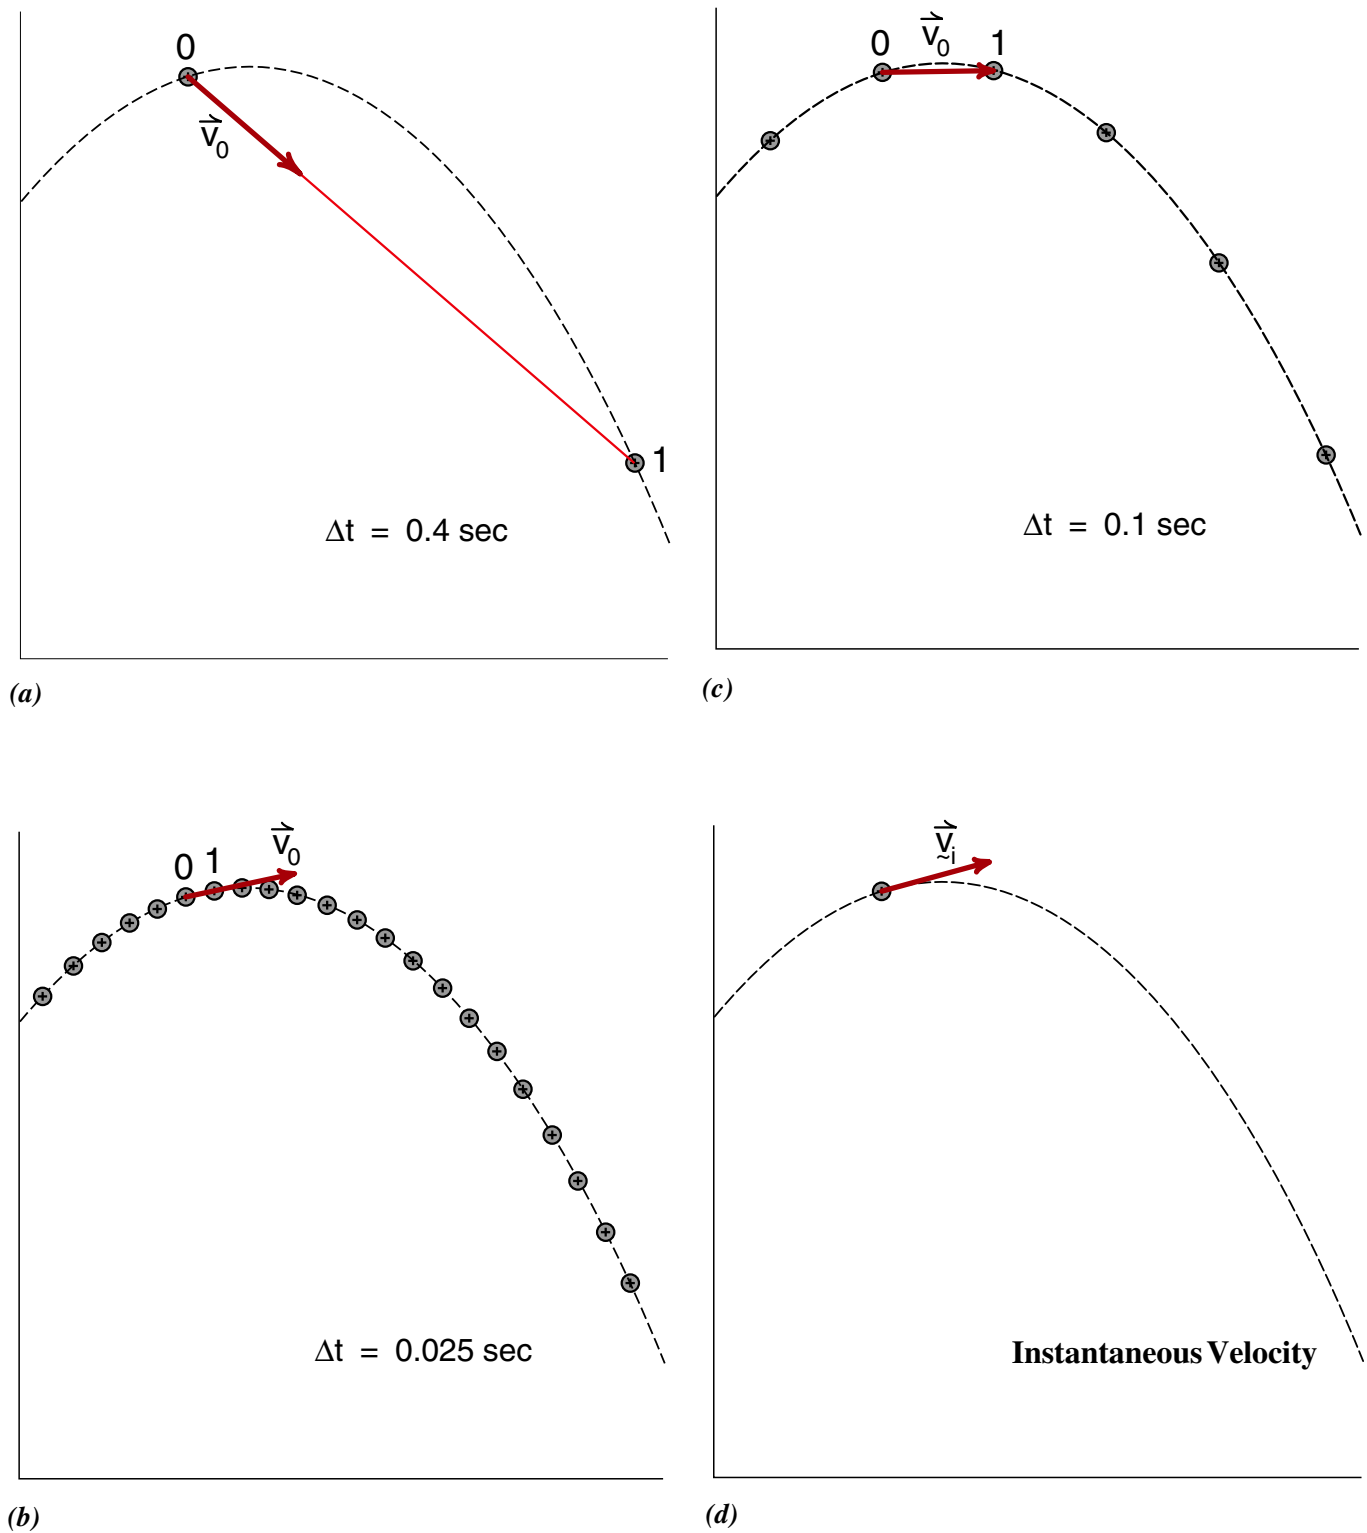 0
v⃗0
1
Δt = 0.4 sec
(a)
0
v⃗0
1
Δt = 0.1 sec
(c)
0
1
v⃗0
Δt = 0.025 sec
(b)
v⃗~i
Instantaneous Velocity
(d)